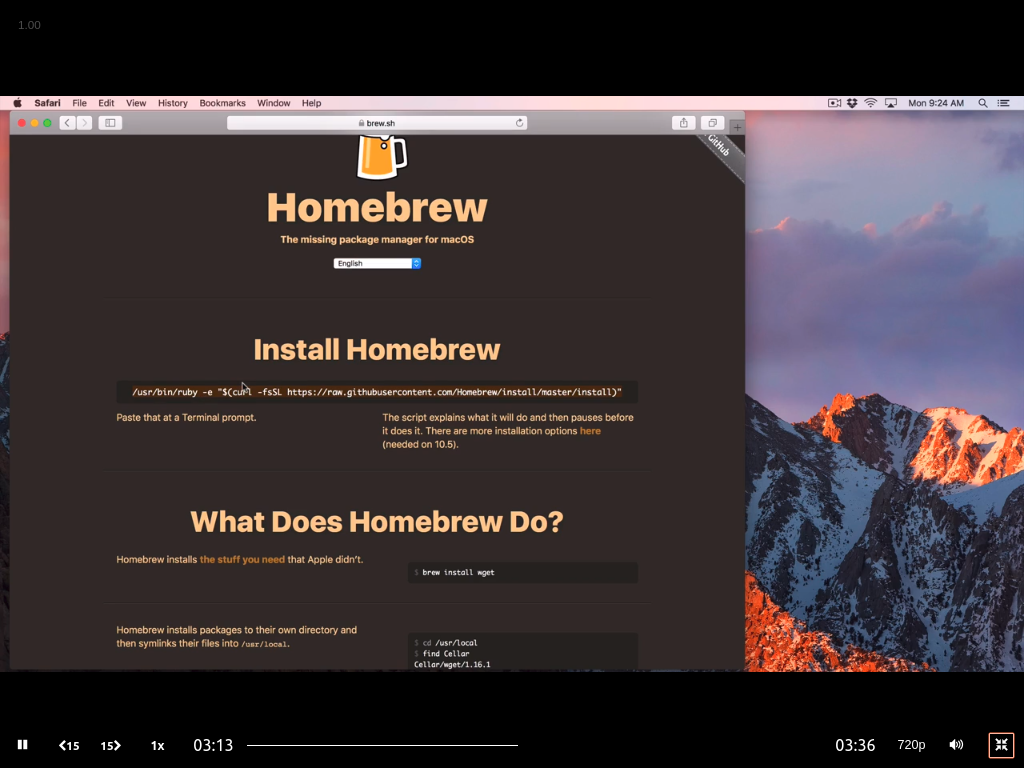 1.00
Safari File Edit View History Bookmarks Window Help Mon 9:24 AM
brew.sh
GitHub
Homebrew
The missing package manager for macOS
English
Install Homebrew
/usr/bin/ruby -e "$(curl -fsSL https://raw.githubusercontent.com/Homebrew/install/master/install)"
Paste that at a Terminal prompt.
The script explains what it will do and then pauses before
it does it. There are more installation options here
(needed on 10.5).
What Does Homebrew Do?
Homebrew installs the stuff you need that Apple didn’t.
$ brew install wget
Homebrew installs packages to their own directory and
then symlinks their files into /usr/local.
$ cd /usr/local
$ find Cellar
Cellar/wget/1.16.1
15 15 1x 03:13 03:36 720p